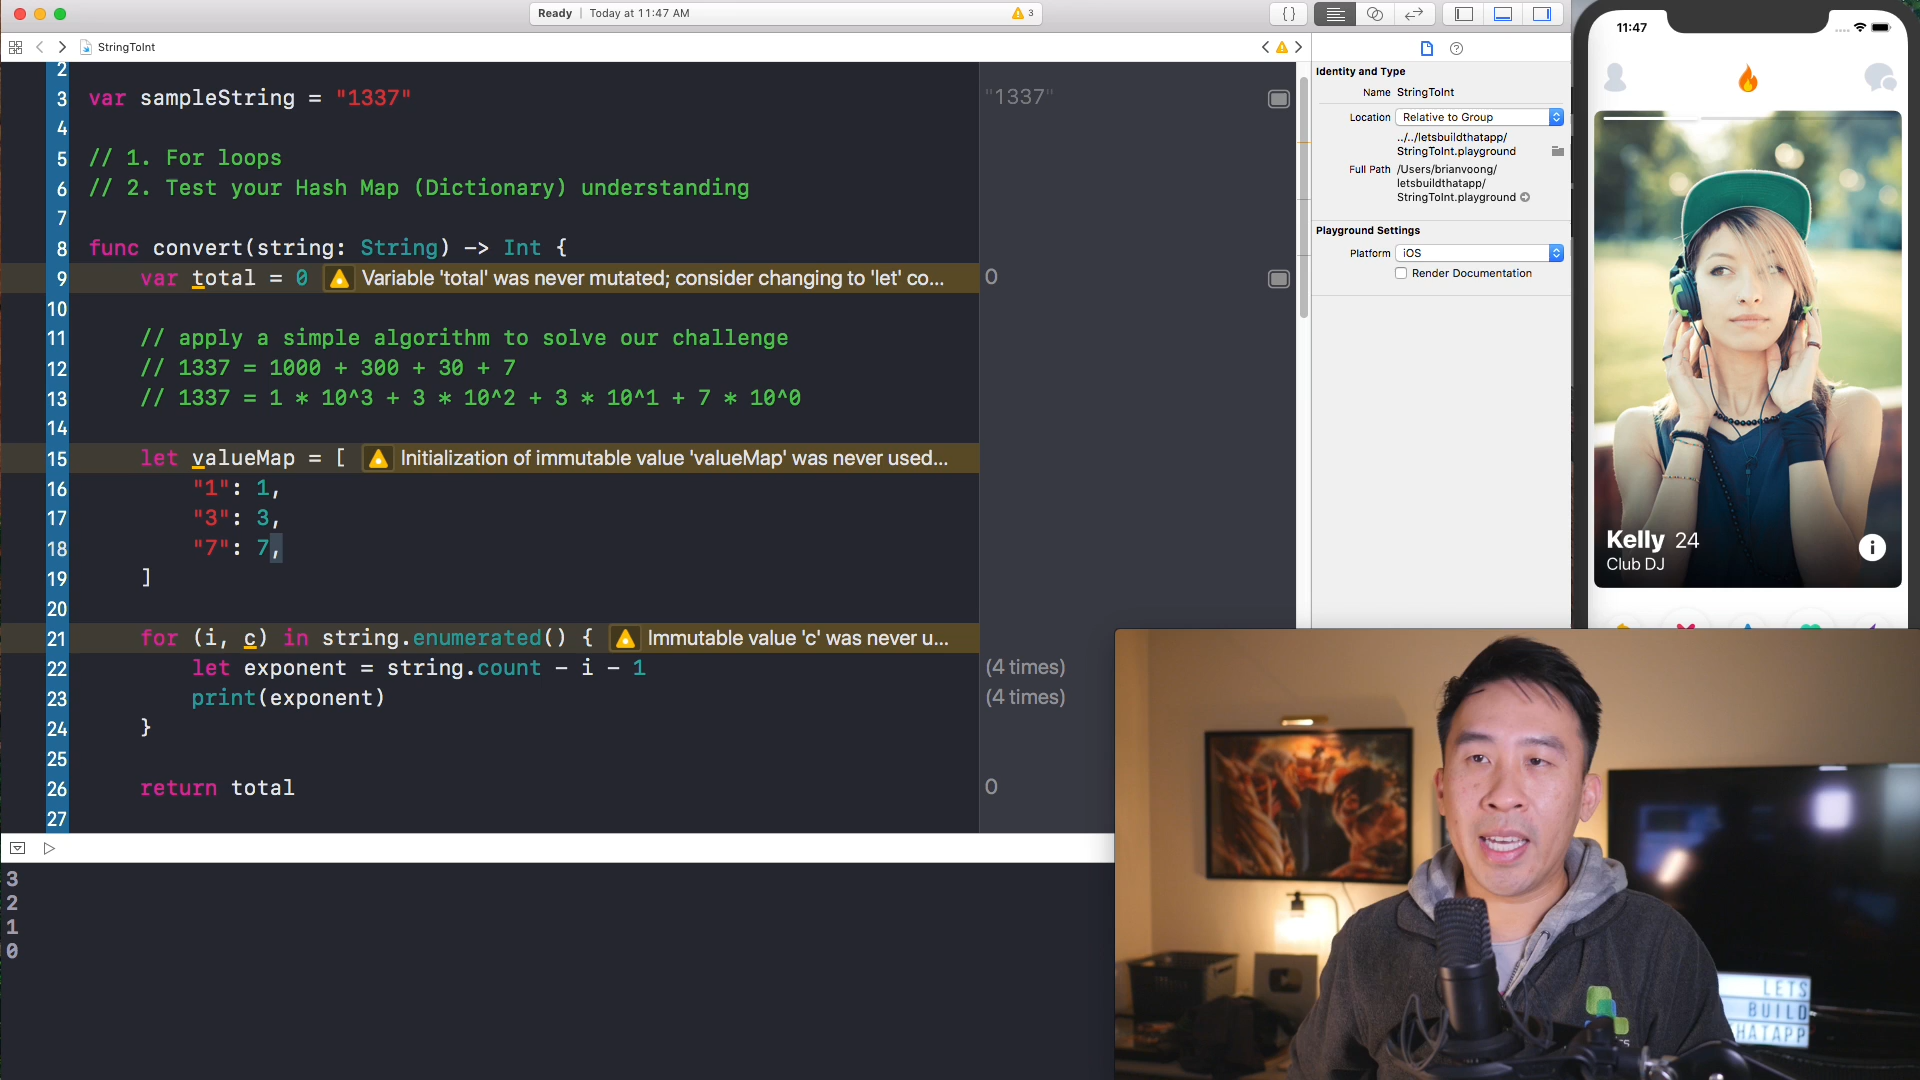 Ready | Today at 11:47 AM
3
{ }
StringToInt
2
3 var sampleString = "1337"
"1337"
4
5 // 1. For loops
6 // 2. Test your Hash Map (Dictionary) understanding
7
8 func convert(string: String) -> Int {
9 var total = 0 Variable 'total' was never mutated; consider changing to 'let' co...
0
10
11 // apply a simple algorithm to solve our challenge
12 // 1337 = 1000 + 300 + 30 + 7
13 // 1337 = 1 * 10^3 + 3 * 10^2 + 3 * 10^1 + 7 * 10^0
14
15 let valueMap = [ Initialization of immutable value 'valueMap' was never used...
16 "1": 1,
17 "3": 3,
18 "7": 7,
19 ]
20
21 for (i, c) in string.enumerated() { Immutable value 'c' was never u...
22 let exponent = string.count - i - 1
(4 times)
23 print(exponent)
(4 times)
24 }
25
26 return total
0
27
3
2
1
0
Identity and Type
Name StringToInt
Location Relative to Group
../../letsbuildthatapp/
StringToInt.playground
Full Path /Users/brianvoong/
letsbuildthatapp/
StringToInt.playground
Playground Settings
Platform iOS
Render Documentation
11:47
Kelly 24
Club DJ
LETS
BUILD
HATAPP